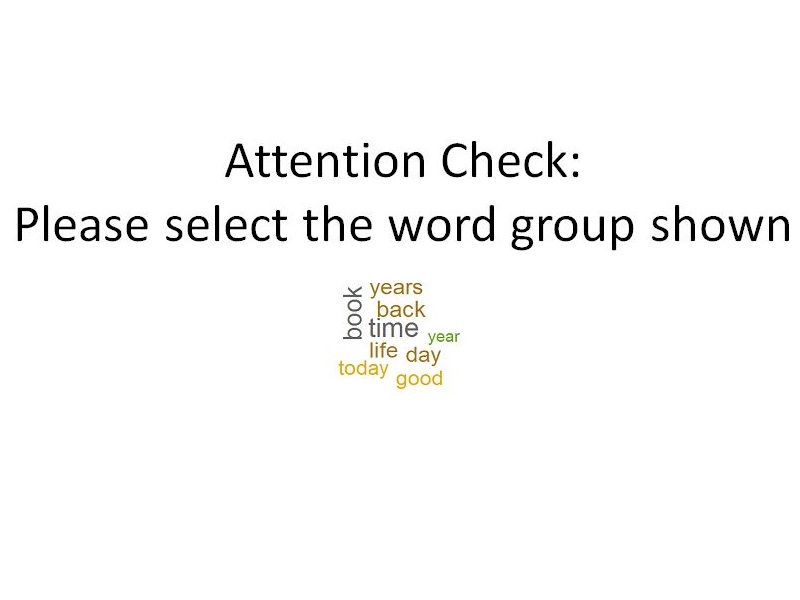 Attention Check:
Please select the word group shown
years
book
back
time
year
life
day
today
good